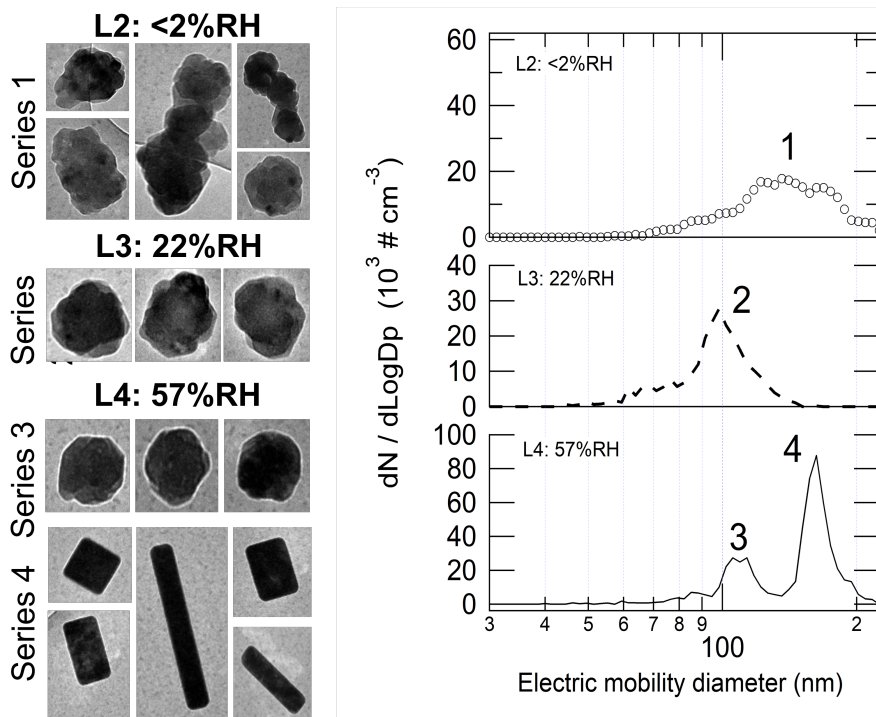 L2: <2%RH
Series 1
L3: 22%RH
Series
L4: 57%RH
Series 3
Series 4
dN / dLogDp (10³ # cm⁻³)
60
40
20
0
L2: <2%RH
1
40
30
20
10
0
L3: 22%RH
2
100
80
60
40
20
0
L4: 57%RH
3
4
3 4 5 6 7 8 9 100 2
Electric mobility diameter (nm)